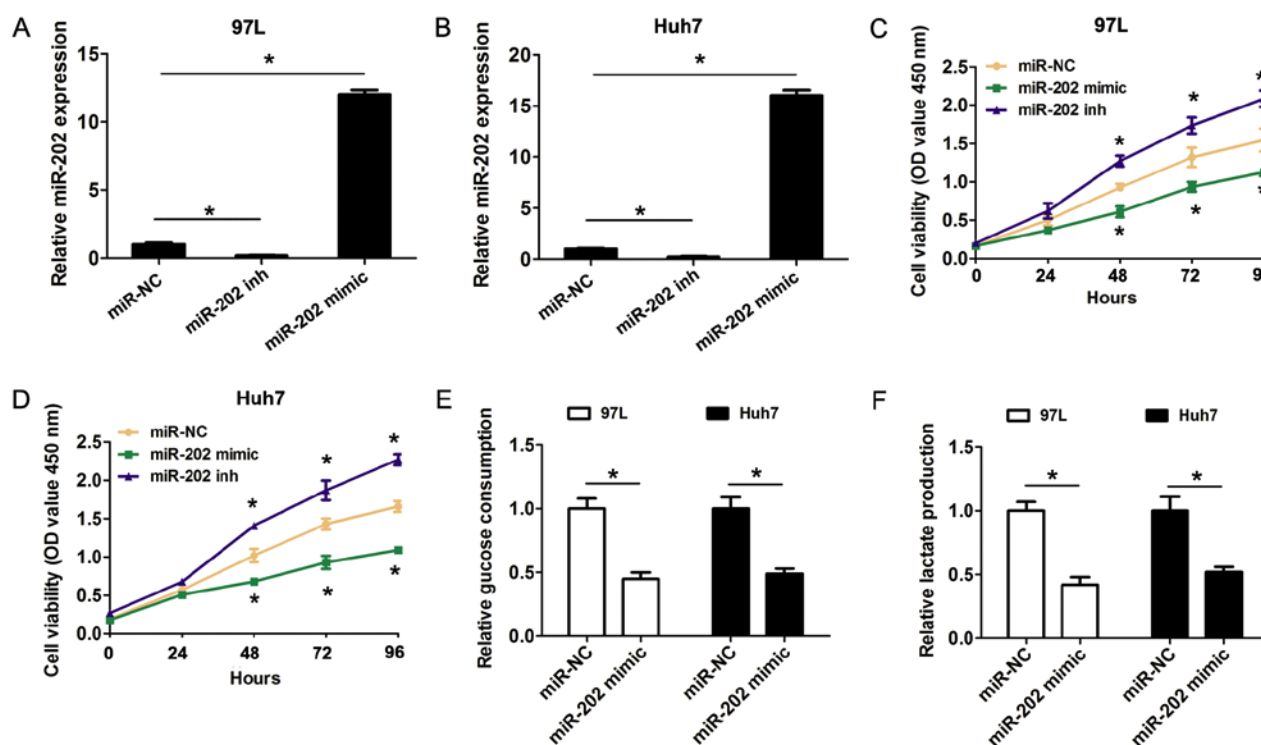 A
97L
Relative miR-202 expression
15
10
5
0
*
*
miR-NC
miR-202 inh
miR-202 mimic
B
Huh7
Relative miR-202 expression
20
15
10
5
0
*
*
miR-NC
miR-202 inh
miR-202 mimic
C
97L
Cell viability (OD value 450 nm)
2.5
2.0
1.5
1.0
0.5
0.0
miR-NC
miR-202 mimic
miR-202 inh
* * *
* * *
0 24 48 72 9
Hours
D
Huh7
Cell viability (OD value 450 nm)
2.5
2.0
1.5
1.0
0.5
0.0
miR-NC
miR-202 mimic
miR-202 inh
* * *
* * *
0 24 48 72 96
Hours
E
97L Huh7
Relative glucose consumption
1.5
1.0
0.5
0.0
* *
miR-NC
miR-202 mimic
miR-NC
miR-202 mimic
F
97L Huh7
Relative lactate production
1.5
1.0
0.5
0.0
* *
miR-NC
miR-202 mimic
miR-NC
miR-202 mimic